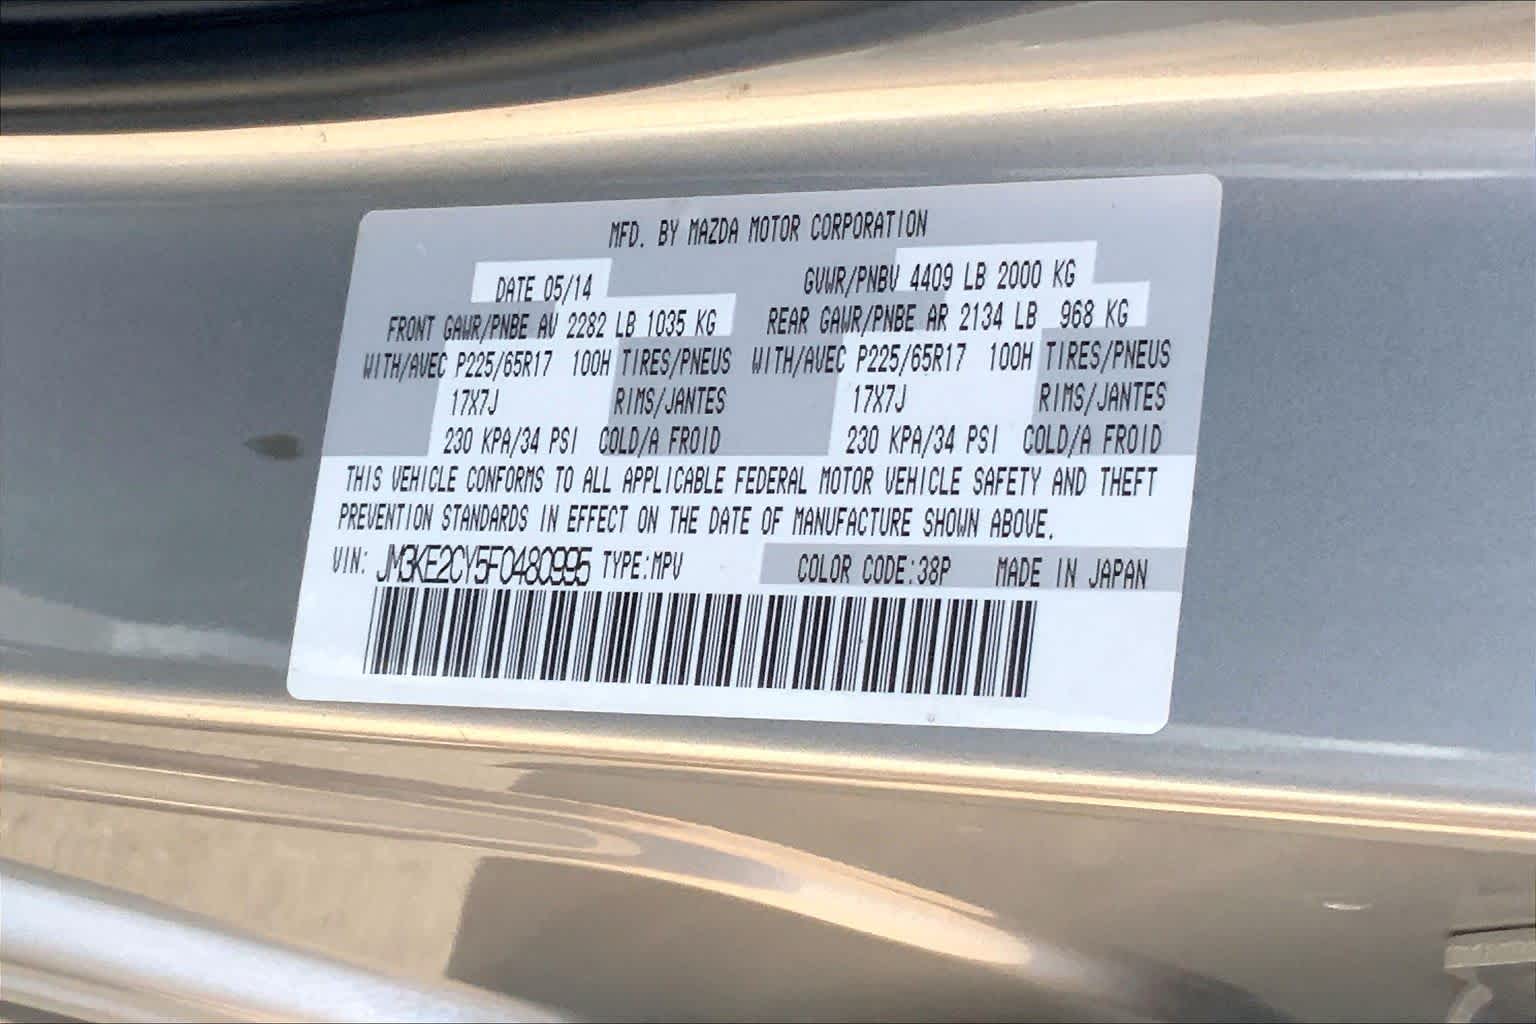 MFD. BY MAZDA MOTOR CORPORATION
DATE 05/14 GVWR/PNBV 4409 LB 2000 KG
FRONT GAWR/PNBE AV 2282 LB 1035 KG REAR GAWR/PNBE AR 2134 LB 968 KG
WITH/AVEC P225/65R17 100H TIRES/PNEUS WITH/AVEC P225/65R17 100H TIRES/PNEUS
17X7J RIMS/JANTES 17X7J RIMS/JANTES
230 KPA/34 PSI COLD/A FROID 230 KPA/34 PSI COLD/A FROID
THIS VEHICLE CONFORMS TO ALL APPLICABLE FEDERAL MOTOR VEHICLE SAFETY AND THEFT
PREVENTION STANDARDS IN EFFECT ON THE DATE OF MANUFACTURE SHOWN ABOVE.
VIN: JM3KE2CY5F0480995 TYPE:MPV COLOR CODE:38P MADE IN JAPAN